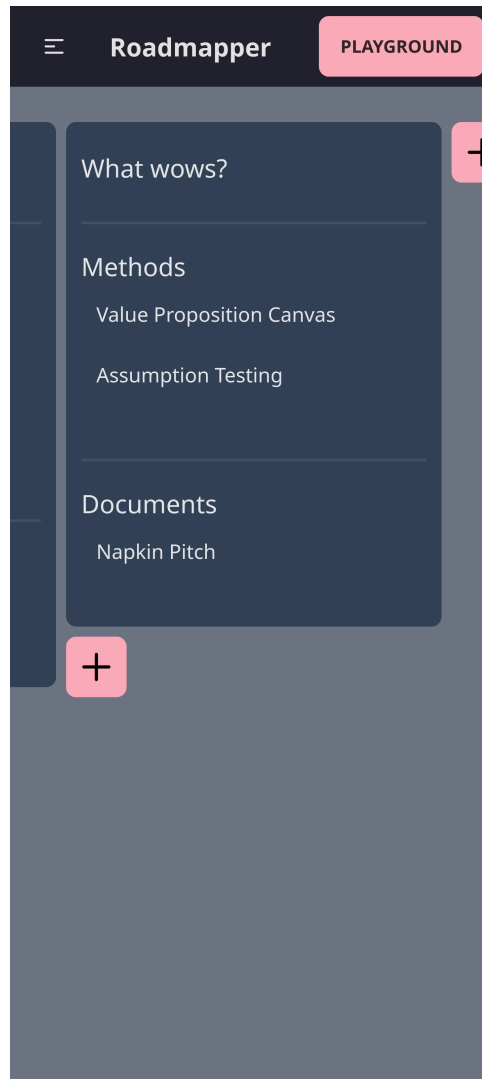 Roadmapper
PLAYGROUND
What wows?
Methods
Value Proposition Canvas
Assumption Testing
Documents
Napkin Pitch